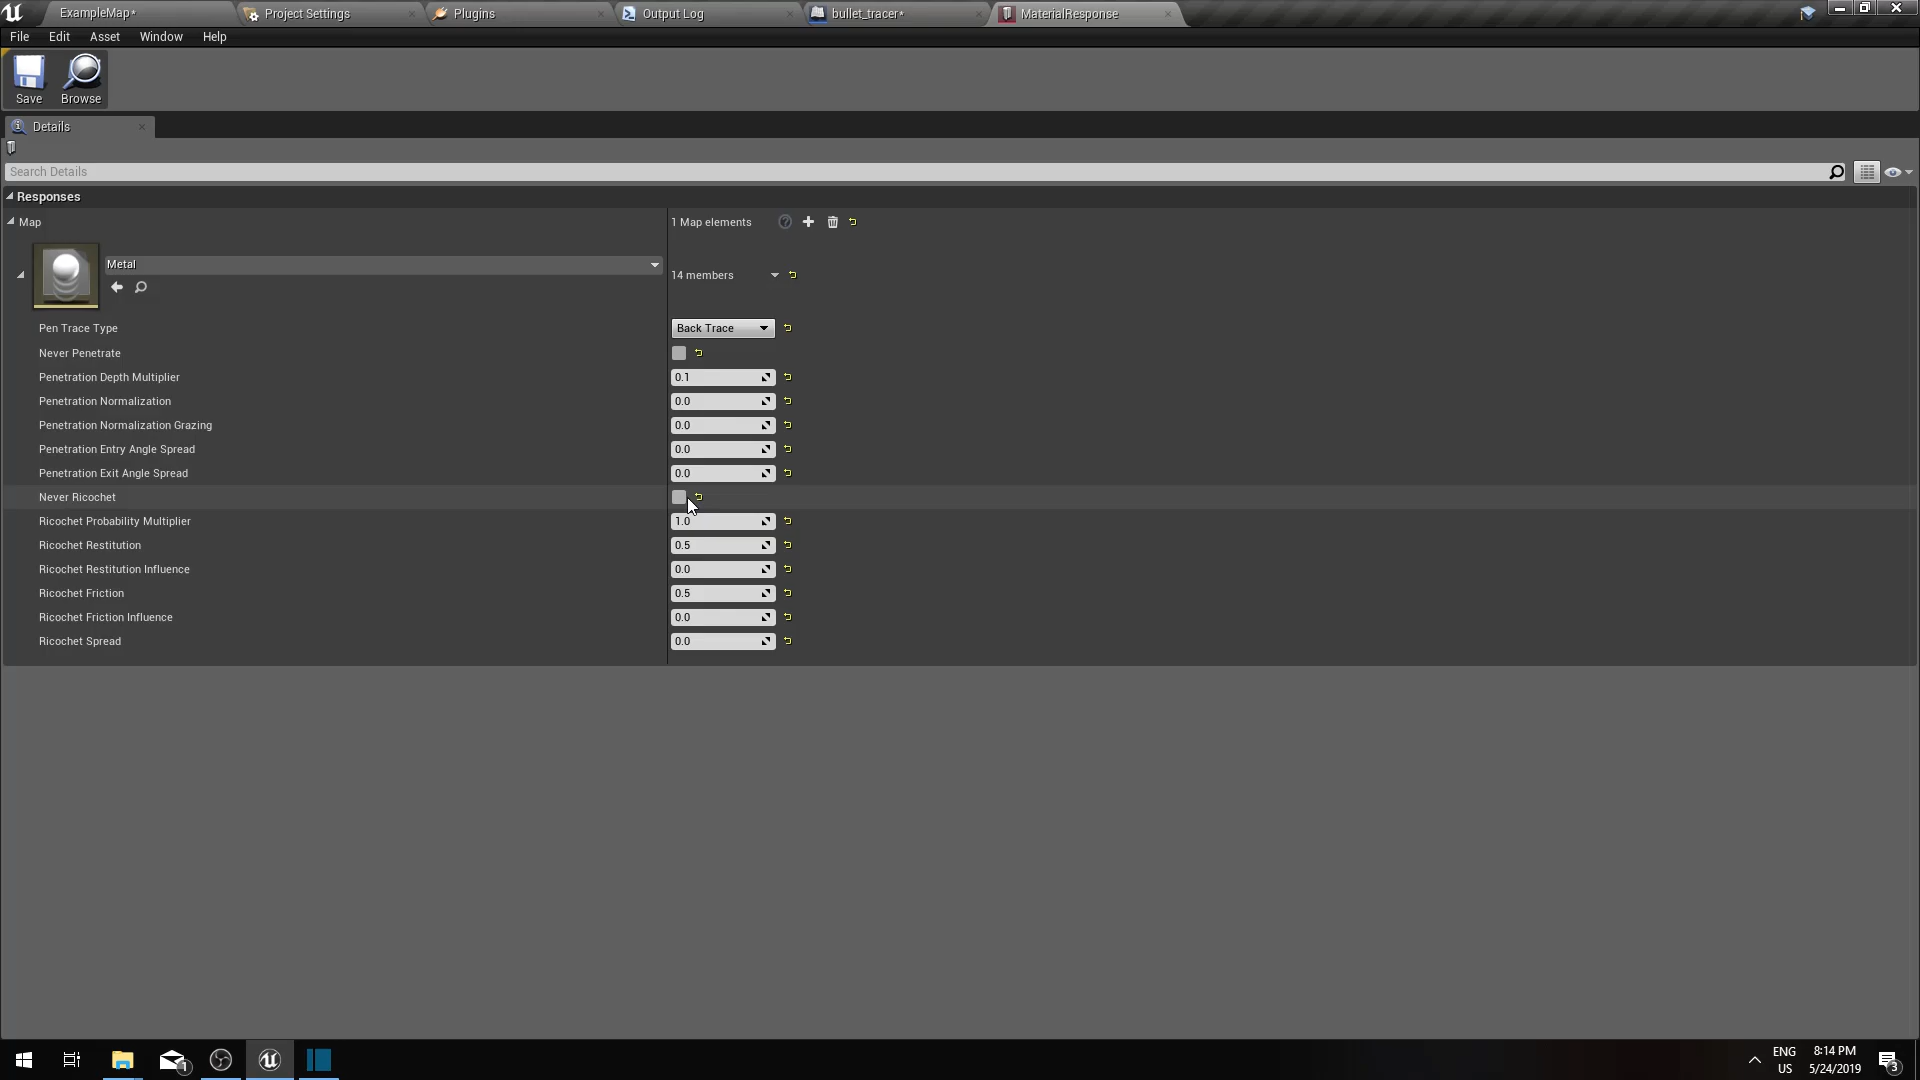 ExampleMap*
Project Settings
Plugins
Output Log
bullet_tracer*
MaterialResponse
File Edit Asset Window Help
Save Browse
Details
Search Details
Responses
Map 1 Map elements
Metal
14 members
Pen Trace Type Back Trace
Never Penetrate
Penetration Depth Multiplier 0.1
Penetration Normalization 0.0
Penetration Normalization Grazing 0.0
Penetration Entry Angle Spread 0.0
Penetration Exit Angle Spread 0.0
Never Ricochet
Ricochet Probability Multiplier 1.0
Ricochet Restitution 0.5
Ricochet Restitution Influence 0.0
Ricochet Friction 0.5
Ricochet Friction Influence 0.0
Ricochet Spread 0.0
1
ENG 8:14 PM
US 5/24/2019
3